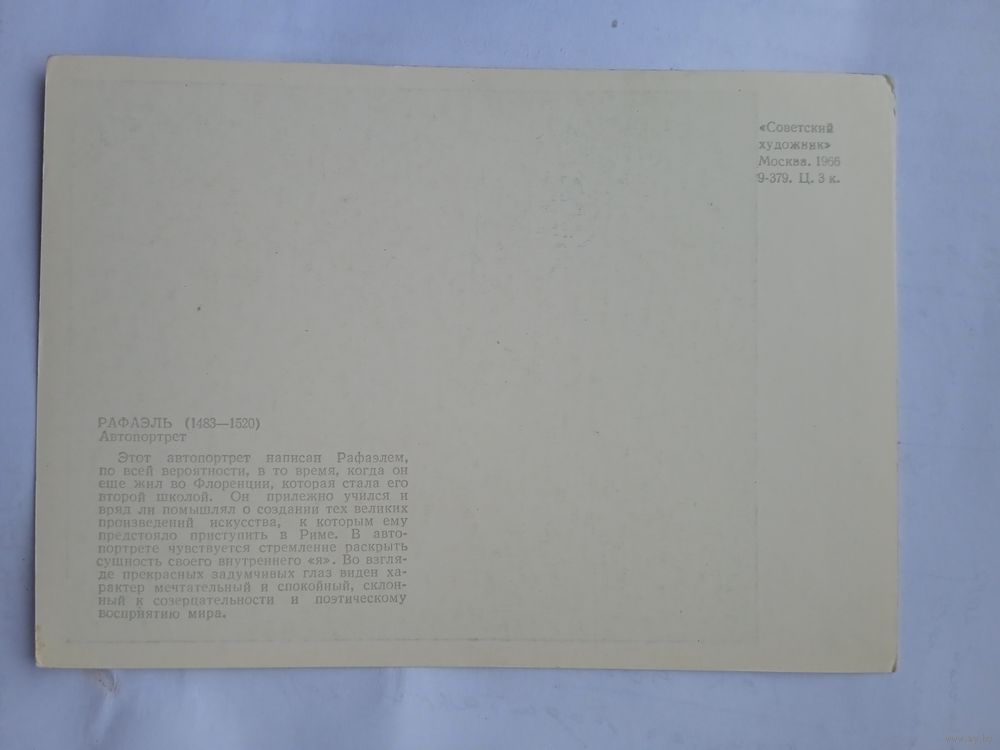 «Советский
художник»
Москва. 1966
9-379. Ц. 3 к.
РАФАЭЛЬ (1483—1520)
Автопортрет
Этот автопортрет написан Рафаэлем,
по всей вероятности, в то время, когда он
еще жил во Флоренции, которая стала его
второй школой. Он прилежно учился и
вряд ли помышлял о создании тех великих
произведений искусства, к которым ему
предстояло приступить в Риме. В авто-
портрете чувствуется стремление раскрыть
сущность своего внутреннего «я». Во взгля-
де прекрасных задумчивых глаз виден ха-
рактер мечтательный и спокойный, склон-
ный к созерцательности и поэтическому
восприятию мира.